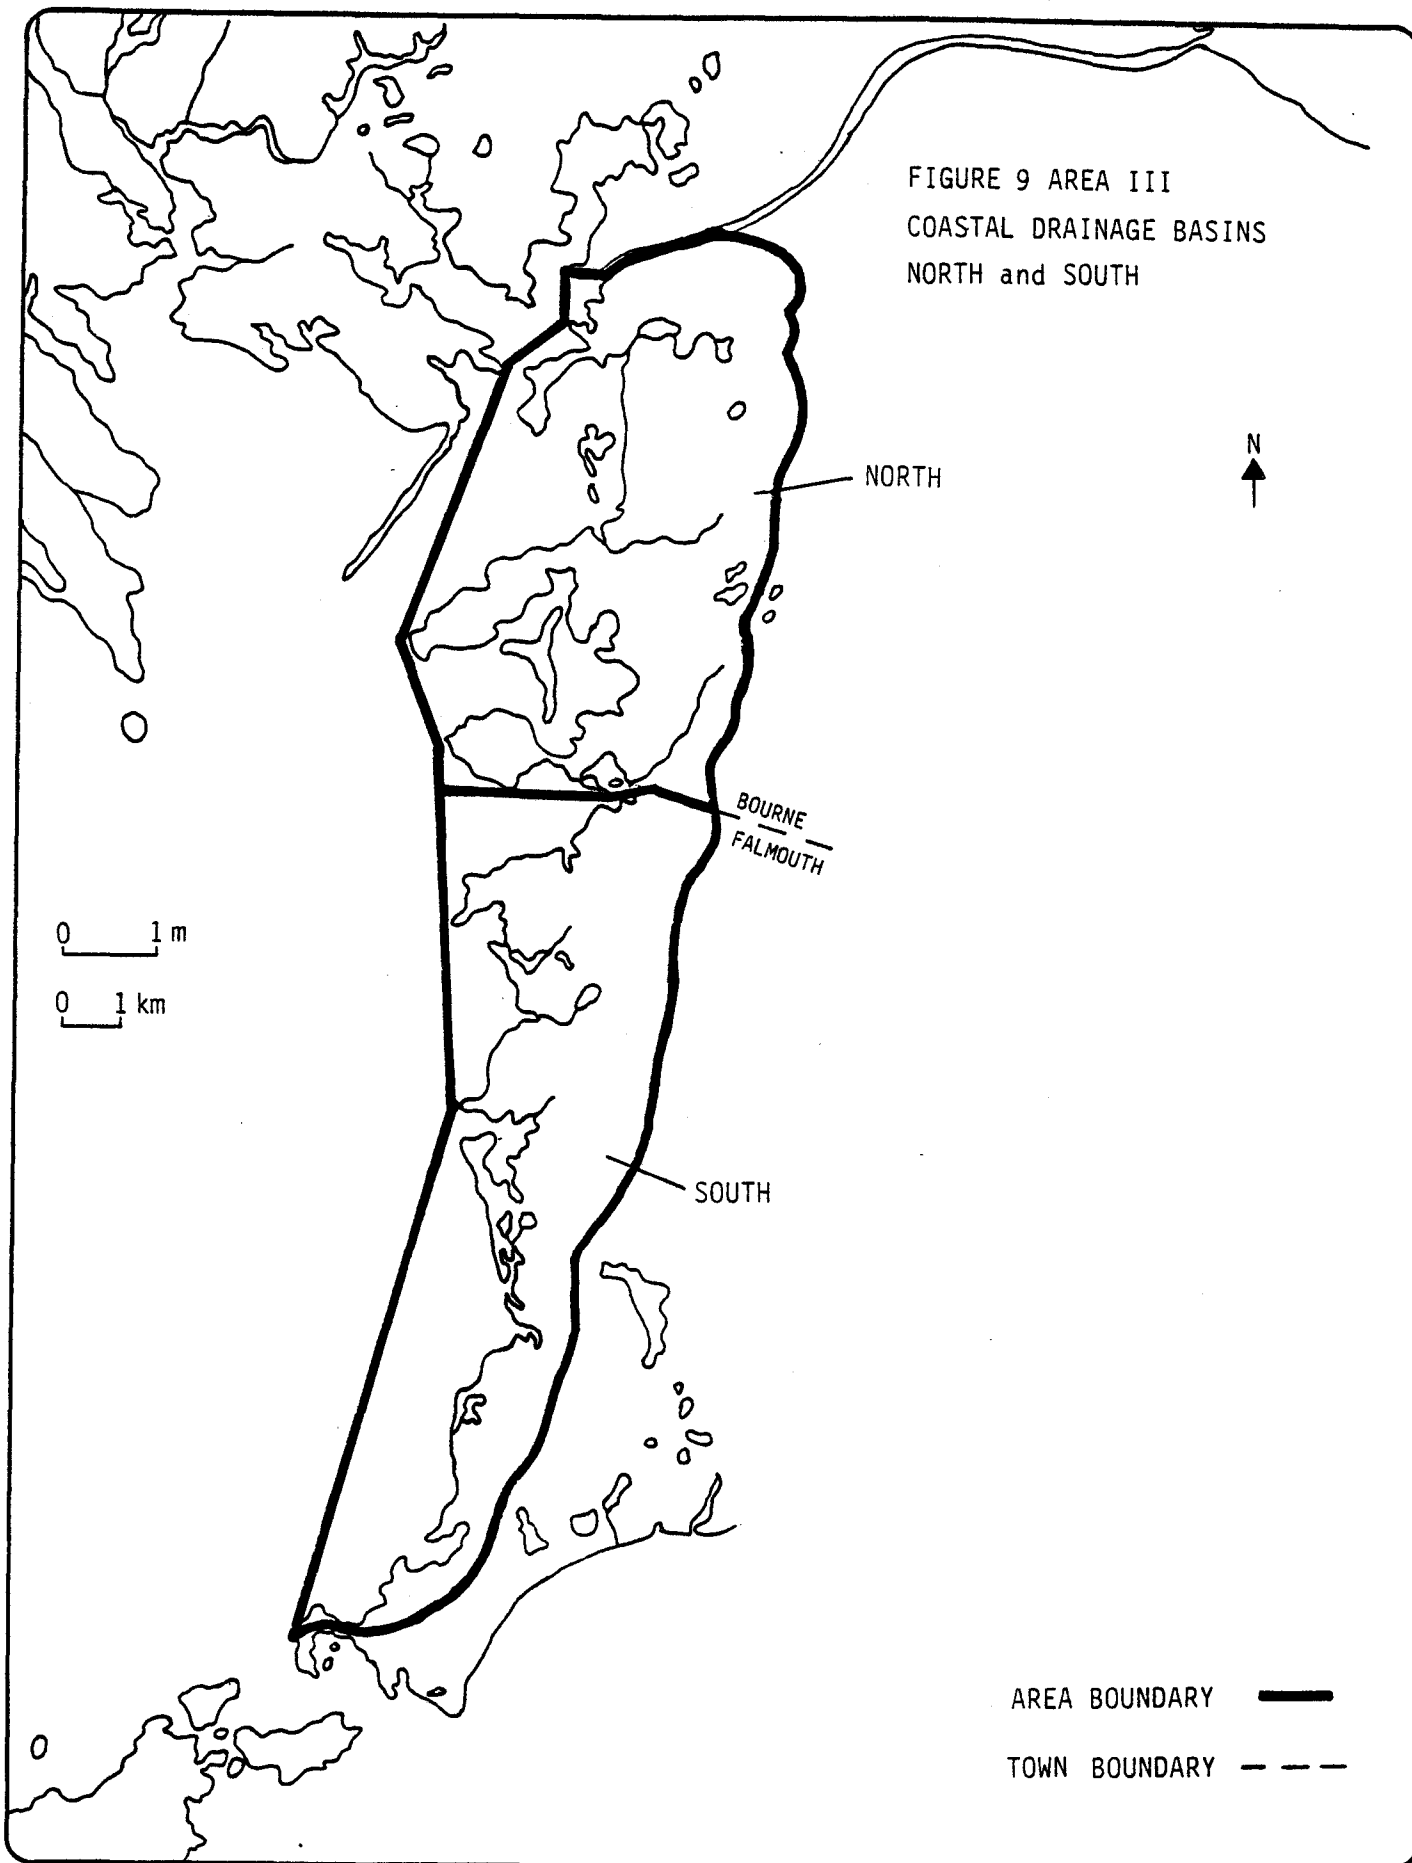 FIGURE 9 AREA III
COASTAL DRAINAGE BASINS
NORTH and SOUTH
N
NORTH
BOURNE
FALMOUTH
0 1 m
0 1 km
SOUTH
AREA BOUNDARY
TOWN BOUNDARY